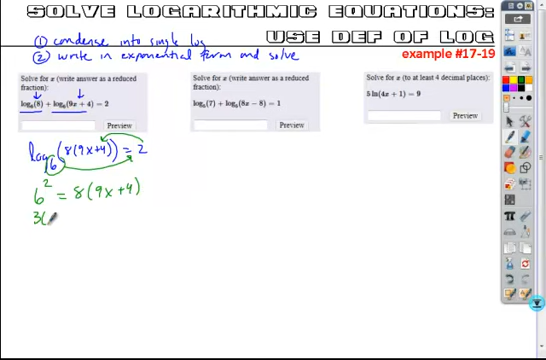 SOLVE LOGARITHMIC EQUATIONS:
USE DEF OF LOG
① condense into single log
② write in exponential form and solve
example #17-19
Solve for x (write answer as a reduced fraction):
log₆(8) + log₆(9x + 4) = 2
Preview
Solve for x (write answer as a reduced fraction):
log₆(7) + log₆(8x − 8) = 1
Preview
Solve for x (to at least 4 decimal places):
5 ln(4x + 1) = 9
Preview
log₆(8(9x+4)) = 2
6² = 8(9x+4)
3(